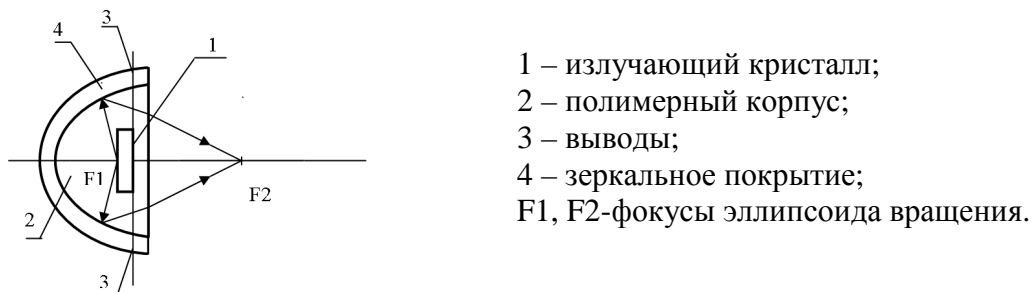 3
4
1
F1
F2
2
3
1 – излучающий кристалл;
2 – полимерный корпус;
3 – выводы;
4 – зеркальное покрытие;
F1, F2-фокусы эллипсоида вращения.